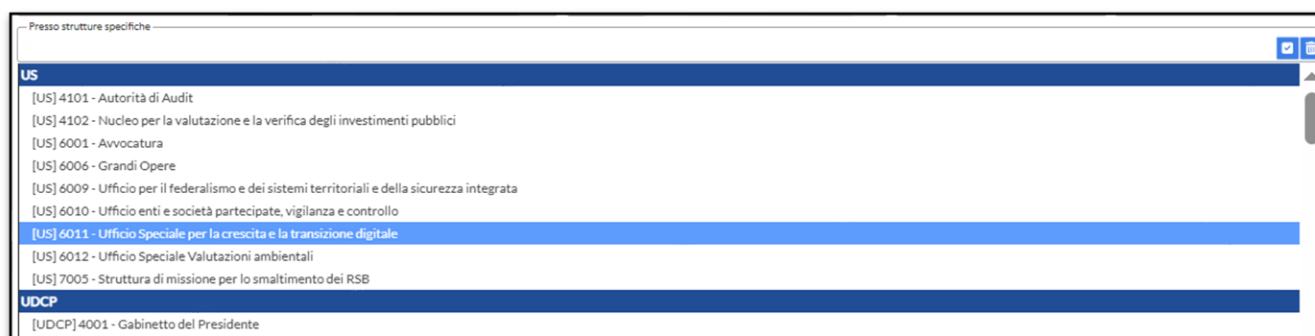 Presso strutture specifiche
US
[US] 4101 - Autorità di Audit
[US] 4102 - Nucleo per la valutazione e la verifica degli investimenti pubblici
[US] 6001 - Avvocatura
[US] 6006 - Grandi Opere
[US] 6009 - Ufficio per il federalismo e dei sistemi territoriali e della sicurezza integrata
[US] 6010 - Ufficio enti e società partecipate, vigilanza e controllo
[US] 6011 - Ufficio Speciale per la crescita e la transizione digitale
[US] 6012 - Ufficio Speciale Valutazioni ambientali
[US] 7005 - Struttura di missione per lo smaltimento dei RSB
UDCP
[UDCP] 4001 - Gabinetto del Presidente